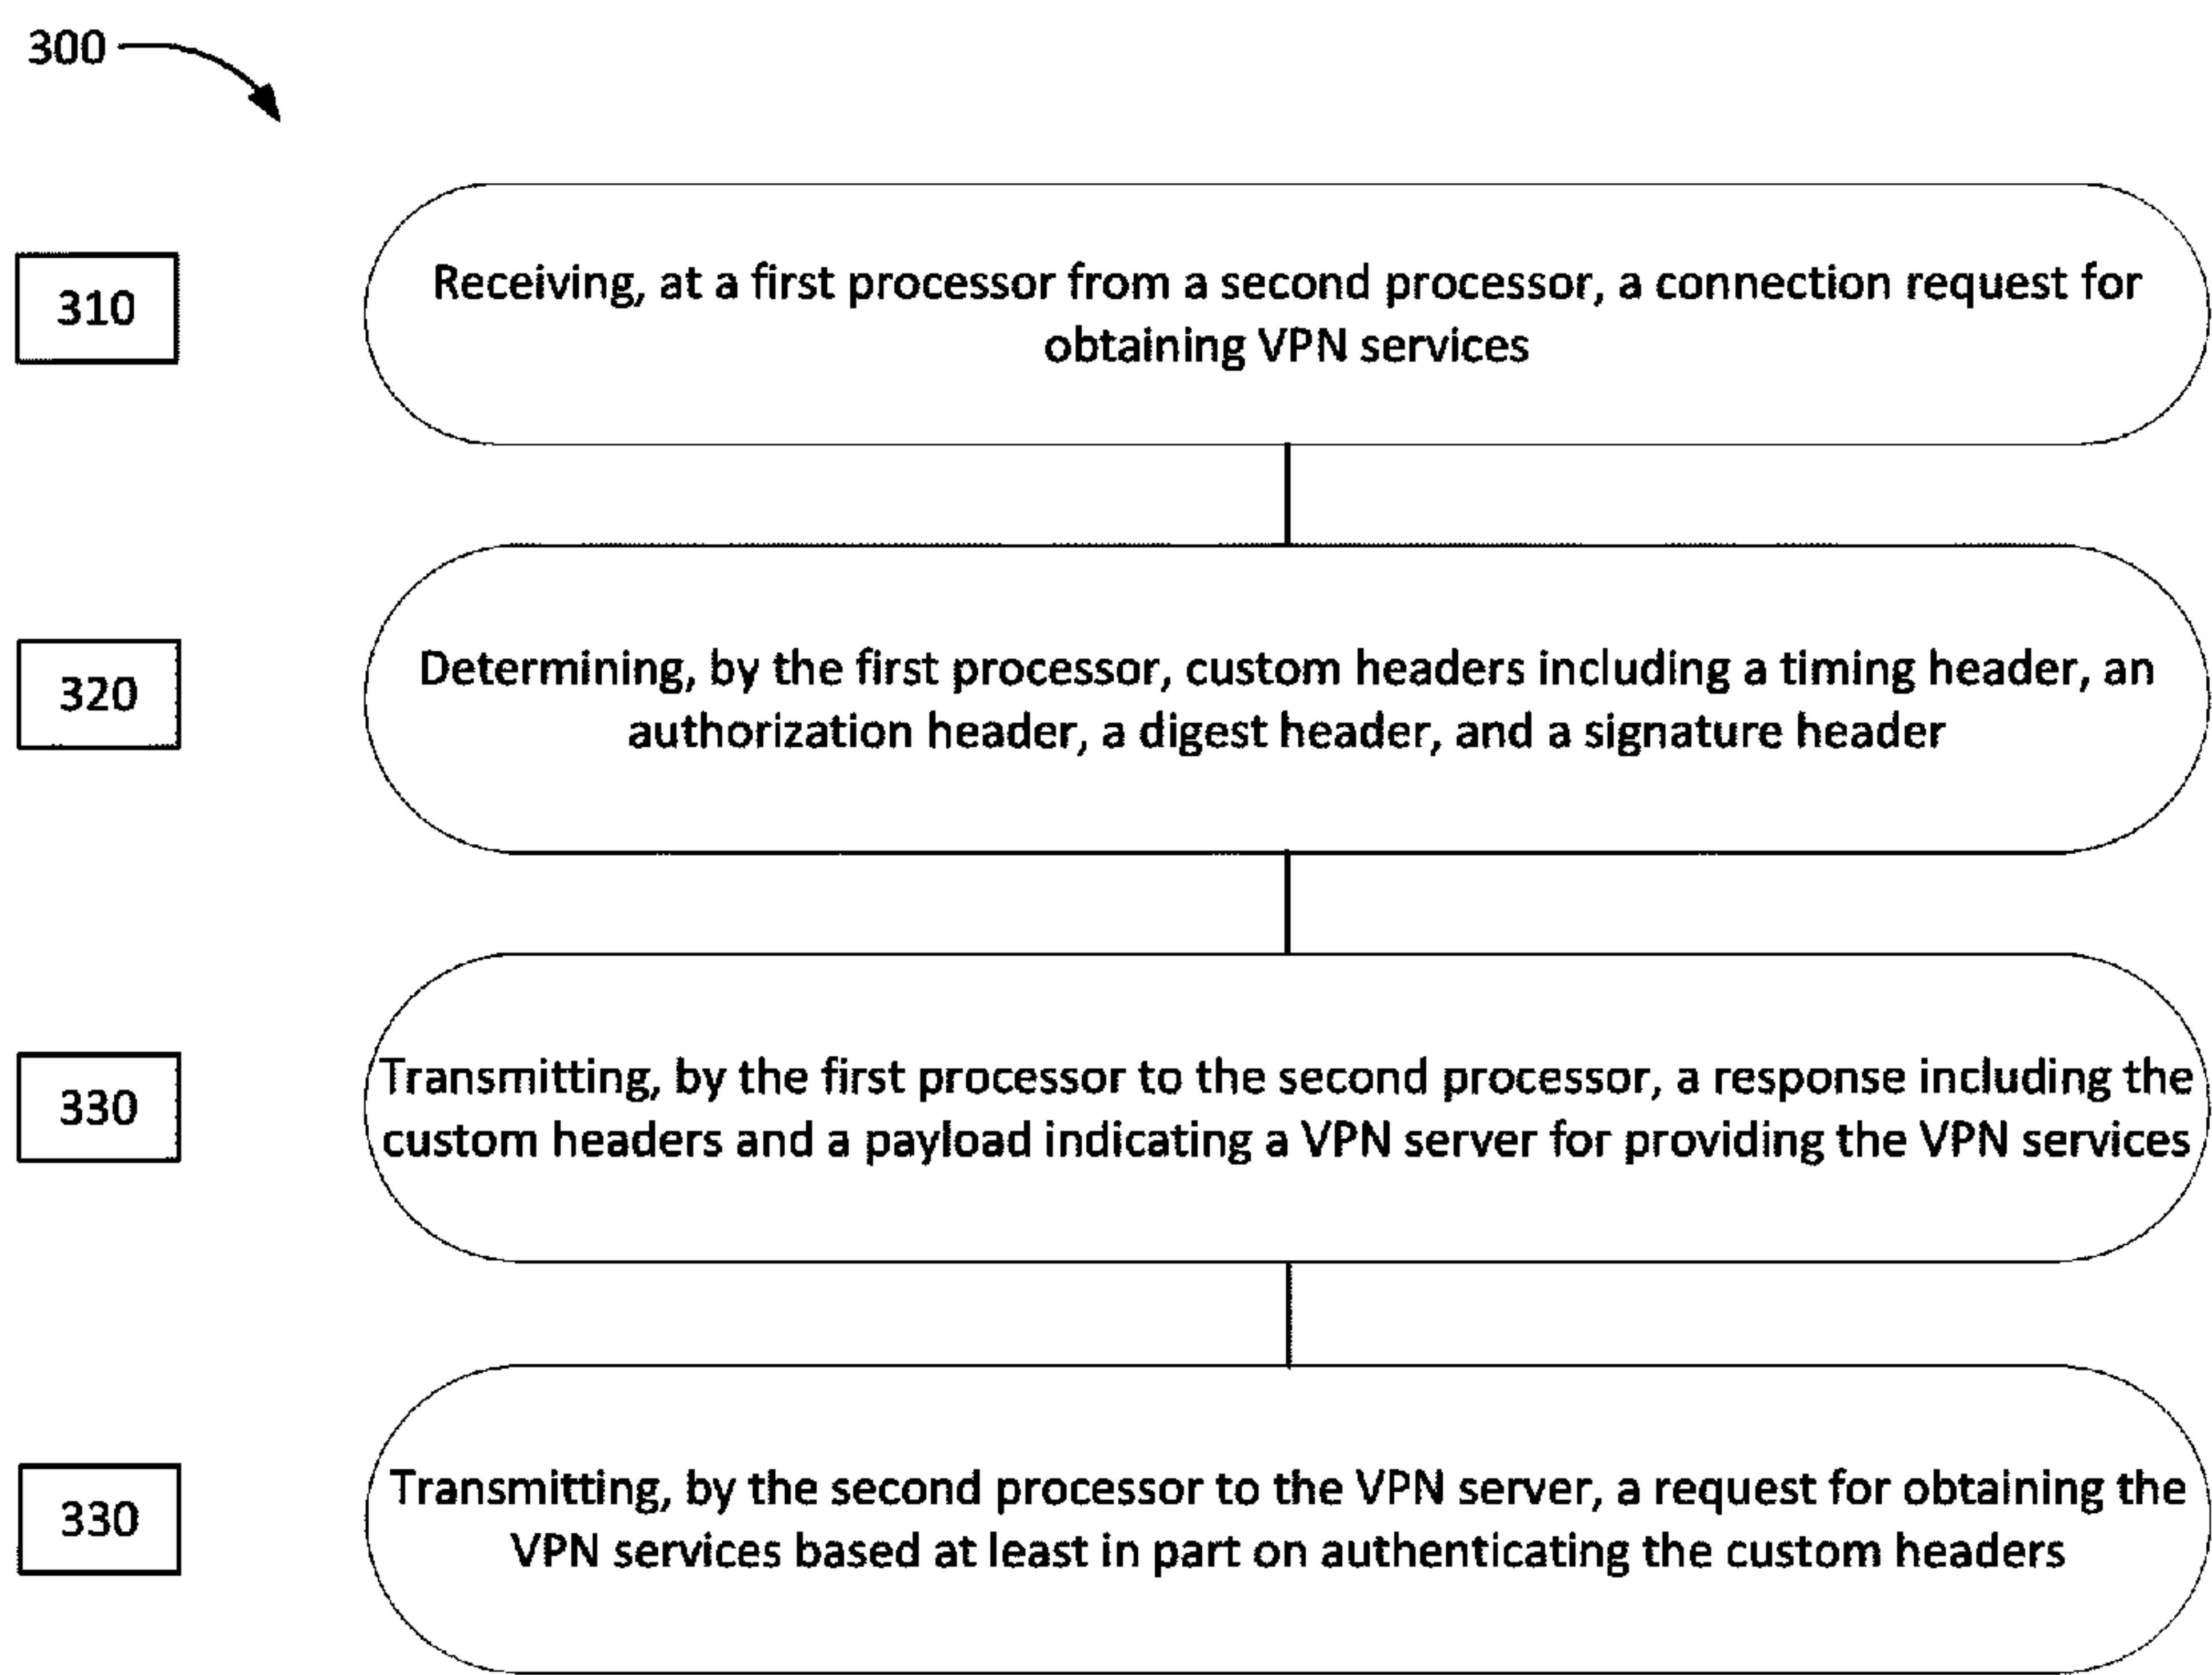 300
310
Receiving, at a first processor from a second processor, a connection request for
obtaining VPN services
320
Determining, by the first processor, custom headers including a timing header, an
authorization header, a digest header, and a signature header
330
Transmitting, by the first processor to the second processor, a response including the
custom headers and a payload indicating a VPN server for providing the VPN services
330
Transmitting, by the second processor to the VPN server, a request for obtaining the
VPN services based at least in part on authenticating the custom headers